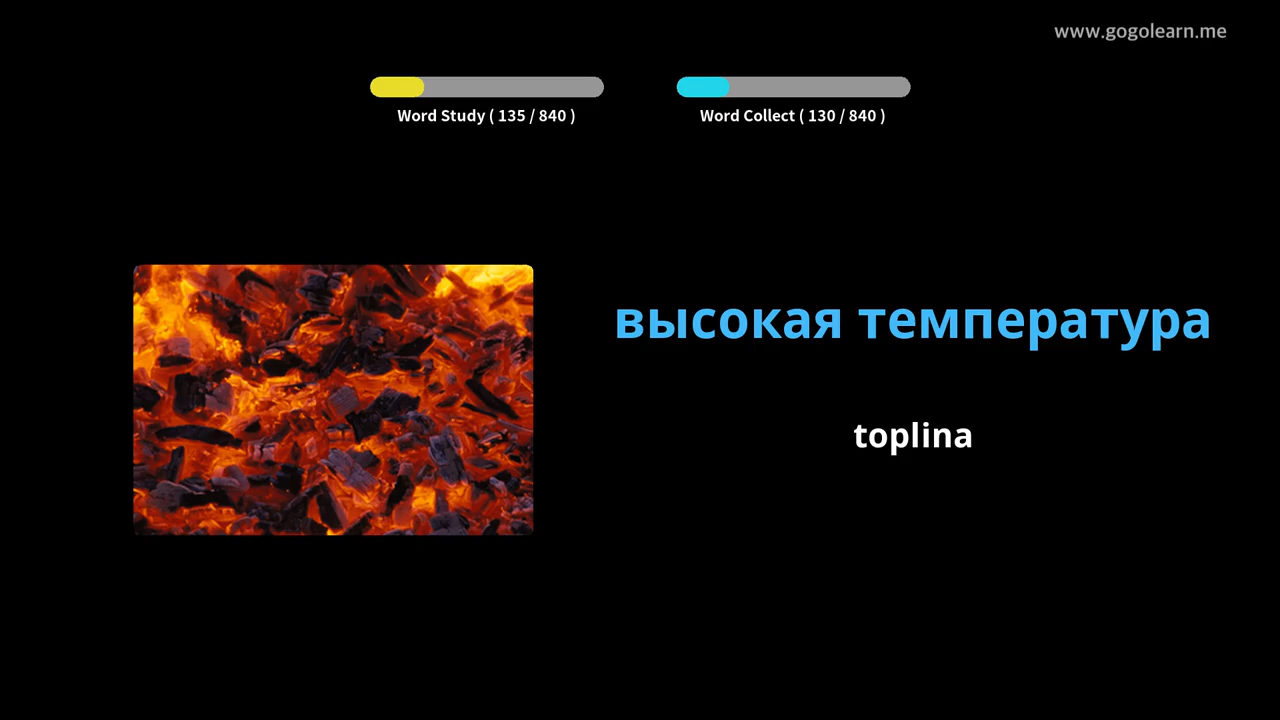 www.gogolearn.me
Word Study ( 135 / 840 )
Word Collect ( 130 / 840 )
высокая температура
toplina